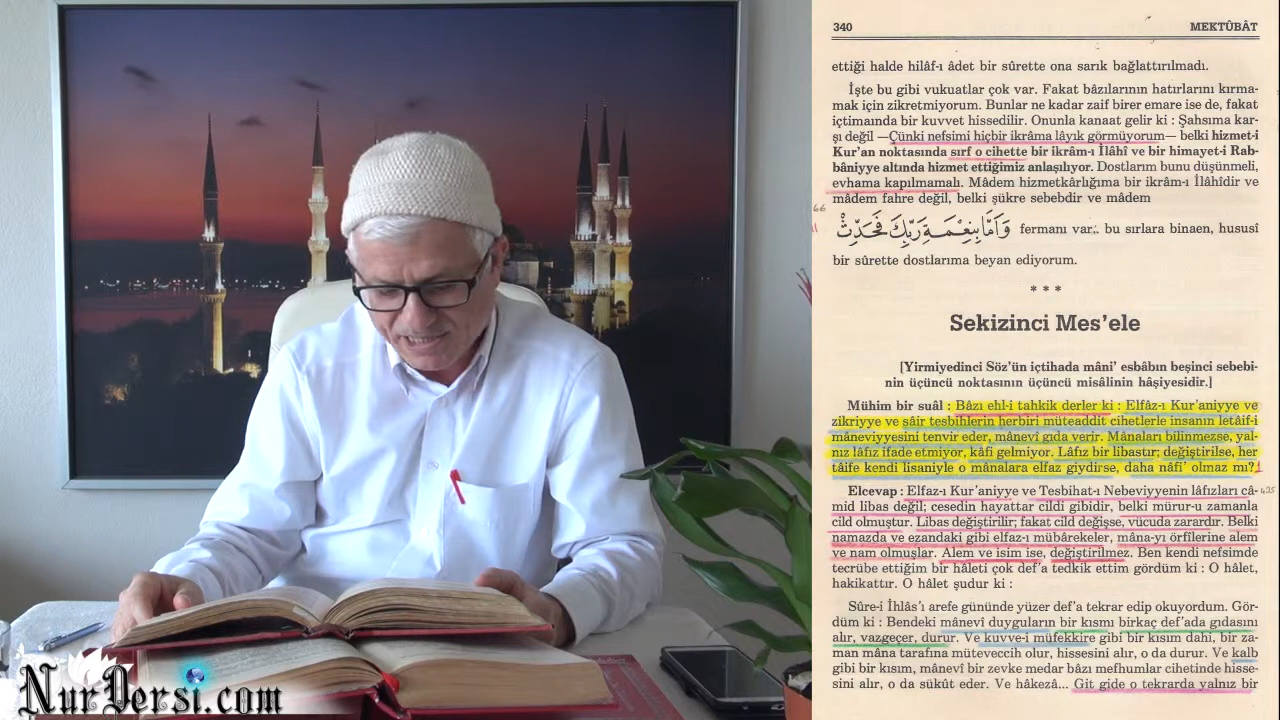 340 MEKTÛBÂT
ettiği halde hilâf-ı âdet bir sûrette ona sarık bağlattırılmadı.
İşte bu gibi vukuatlar çok var. Fakat bâzılarının hatırlarını kırma-
mak için zikretmiyorum. Bunlar ne kadar zaif birer emare ise de, fakat
içtimaında bir kuvvet hissedilir. Onunla kanaat gelir ki : Şahsıma kar-
şı değil —Çünki nefsimi hiçbir ikrâma lâyık görmüyorum— belki hizmet-i
Kur'an noktasında sırf o cihette bir ikrâm-ı İlâhî ve bir himayet-i Rab-
bâniyye altında hizmet ettiğimiz anlaşılıyor. Dostlarım bunu düşünmeli,
evhama kapılmamalı. Mâdem hizmetkârlığıma bir ikrâm-ı İlâhîdir ve
mâdem fahre değil, belki şükre sebebdir ve mâdem
وَاَمَّا بِنِعْمَةِ رَبِّكَ فَحَدِّثْ fermanı var.. bu sırlara binaen, hususî
bir sûrette dostlarıma beyan ediyorum.
* * *
Sekizinci Mes'ele
[Yirmiyedinci Söz'ün içtihada mâni' esbâbın beşinci sebebi-
nin üçüncü noktasının üçüncü misâlinin hâşiyesidir.]
Mühim bir suâl : Bâzı ehl-i tahkik derler ki : Elfâz-ı Kur'aniyye ve
zikriyye ve sâir tesbihlerin herbiri müteaddit cihetlerle insanın letâif-i
mâneviyyesini tenvir eder, mânevî gıda verir. Mânaları bilinmezse, yal-
nız lâfız ifade etmiyor, kâfi gelmiyor. Lâfız bir libastır; değiştirilse, her
tâife kendi lisaniyle o mânalara elfaz giydirse, daha nâfi' olmaz mı?
Elcevap : Elfaz-ı Kur'aniyye ve Tesbihat-ı Nebeviyyenin lâfızları câ-
mid libas değil; cesedin hayattar cildi gibidir, belki mürur-u zamanla
cild olmuştur. Libas değiştirilir; fakat cild değişse, vücuda zarardır. Belki
namazda ve ezandaki gibi elfaz-ı mübârekeler, mâna-yı örfilerine alem
ve nam olmuşlar. Alem ve isim ise, değiştirilmez. Ben kendi nefsimde
tecrübe ettiğim bir hâleti çok def'a tedkik ettim gördüm ki : O hâlet,
hakikattır. O hâlet şudur ki :
Sûre-i İhlâs'ı arefe gününde yüzer def'a tekrar edip okuyordum. Gör-
düm ki : Bendeki mânevî duyguların bir kısmı birkaç def'ada gıdasını
alır, vazgeçer, durur. Ve kuvve-i müfekkire gibi bir kısım dahi, bir za-
man mâna tarafına müteveccih olur, hissesini alır, o da durur. Ve kalb
gibi bir kısım, mânevî bir zevke medar bâzı mefhumlar cihetinde hisse-
sini alır, o da sükût eder. Ve hâkezâ... Git gide o tekrarda yalnız bir
NurDersi.com